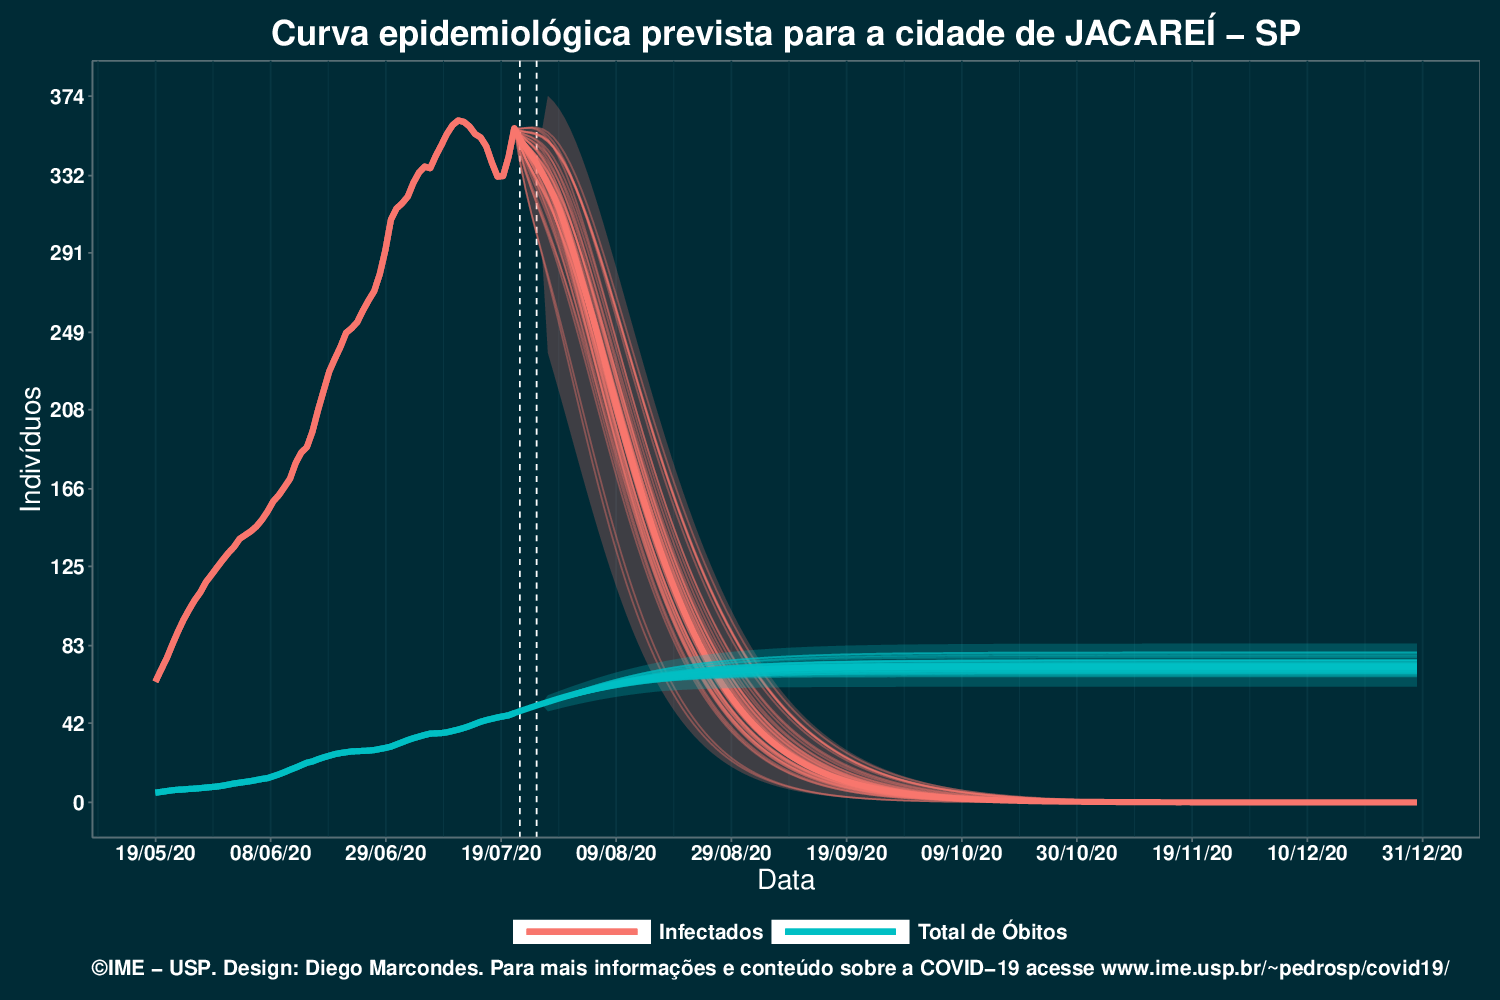 Curva epidemiológica prevista para a cidade de JACAREÍ – SP
374
332
291
249
208
166
125
83
42
0
Indivíduos
19/05/20 08/06/20 29/06/20 19/07/20 09/08/20 29/08/20 19/09/20 09/10/20 30/10/20 19/11/20 10/12/20 31/12/20
Data
Infectados Total de Óbitos
©IME – USP. Design: Diego Marcondes. Para mais informações e conteúdo sobre a COVID–19 acesse www.ime.usp.br/~pedrosp/covid19/